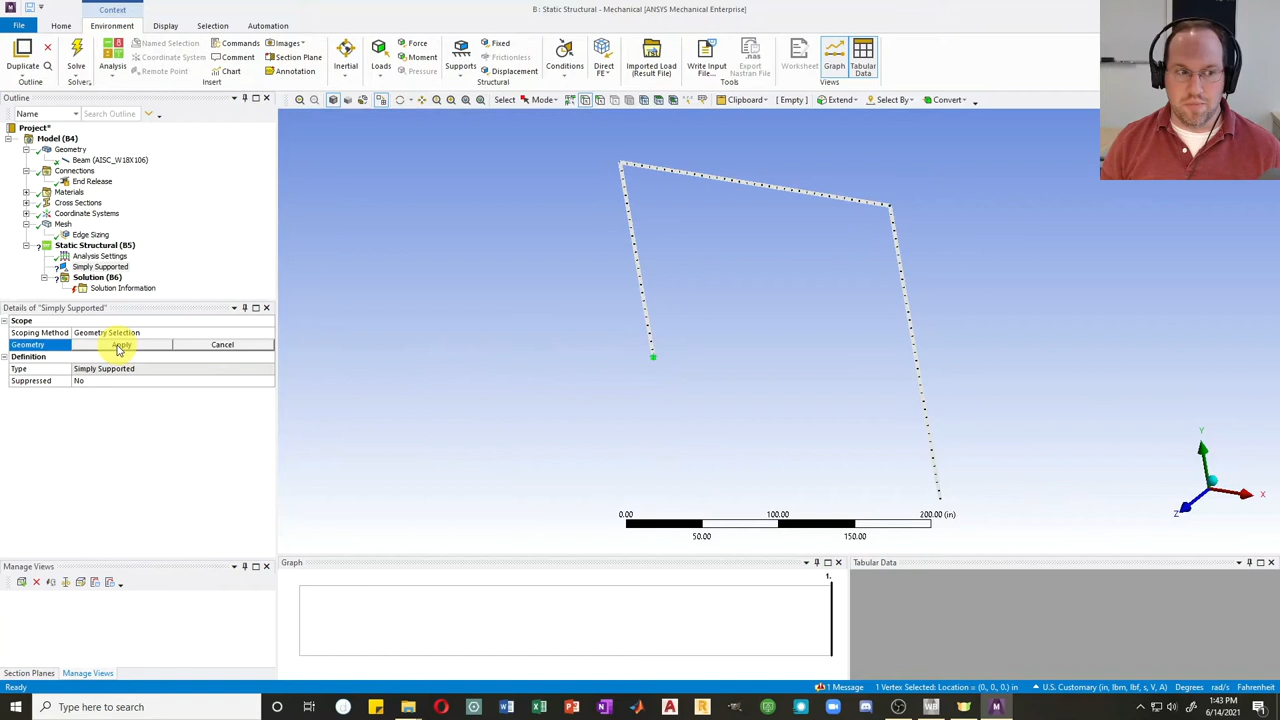 Context
B : Static Structural - Mechanical [ANSYS Mechanical Enterprise]
File Home Environment Display Selection Automation
Duplicate
Outline
Solve
Solver
Analysis
Named Selection
Coordinate System
Remote Point
Commands
Comment
Chart
Images
Section Plane
Annotation
Insert
Inertial
Loads
Force
Moment
Pressure
Supports
Fixed
Frictionless
Displacement
Structural
Conditions
Direct
FE
Imported Load
(Result File)
Write Input
File...
Export
Nastran File
Tools
Worksheet
Graph
Tabular
Data
Views
Outline
Select Mode Clipboard [ Empty ] Extend Select By Convert
Name Search Outline
Project*
Model (B4)
Geometry
Beam (AISC_W18X106)
Connections
End Release
Materials
Cross Sections
Coordinate Systems
Mesh
Edge Sizing
Static Structural (B5)
Analysis Settings
Simply Supported
Solution (B6)
Solution Information
Details of "Simply Supported"
Scope
Scoping Method Geometry Selection
Geometry Apply Cancel
Definition
Type Simply Supported
Suppressed No
Y
X
Z
0.00 100.00 200.00 (in)
50.00 150.00
Manage Views
Graph
Tabular Data
1.
Section Planes Manage Views
Ready
1 Message
1 Vertex Selected: Location = (0., 0., 0.) in
U.S. Customary (in, lbm, lbf, s, V, A) Degrees rad/s Fahrenheit
Type here to search
1:43 PM
6/14/2021